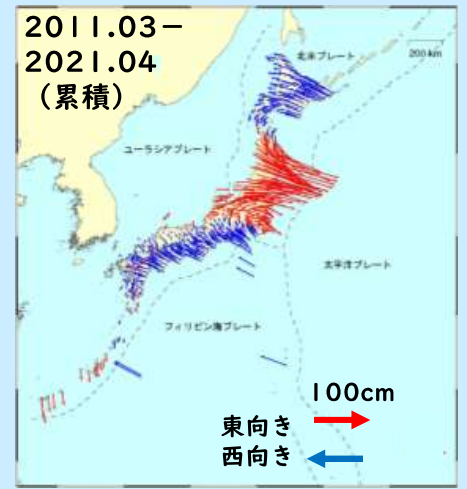 2011.03−
2021.04
（累積）
北米プレート
200 km
ユーラシアプレート
太平洋プレート
フィリピン海プレート
100cm
東向き
西向き